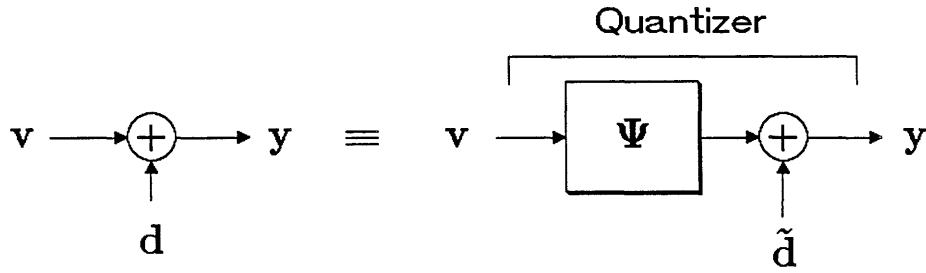 Quantizer
v + y ≡ v Ψ + y
d d̃